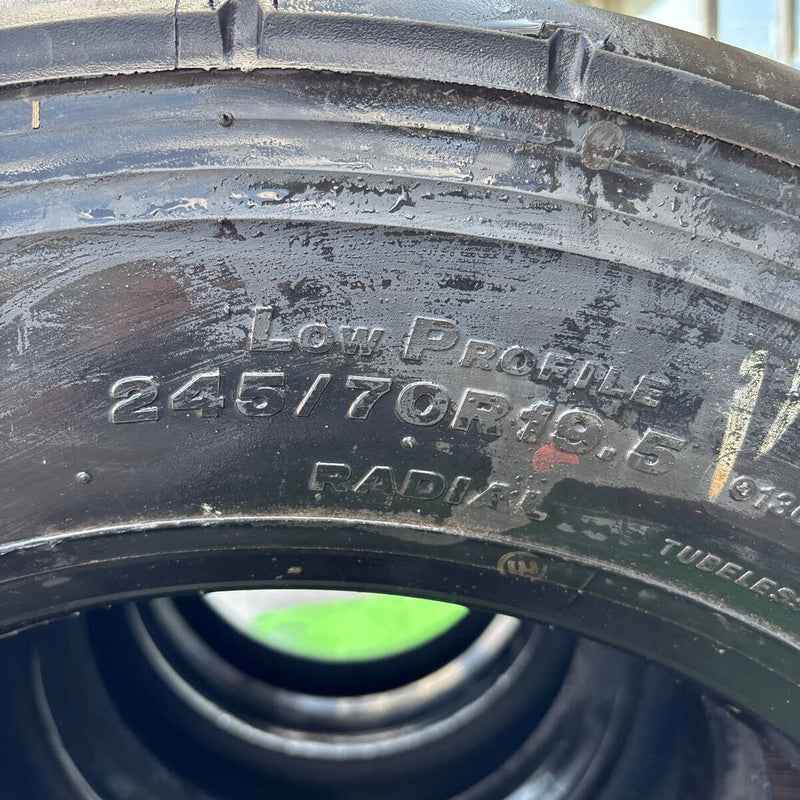 LOW PROFILE
245/70R19.5
RADIAL
TUBELESS